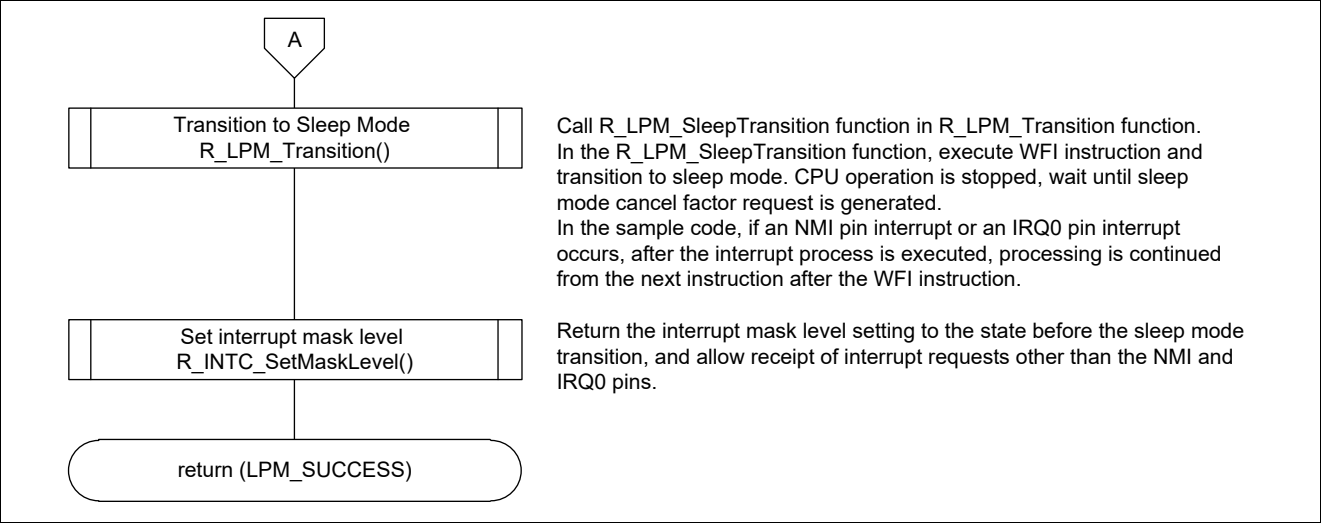 A
Transition to Sleep Mode
R_LPM_Transition()
Call R_LPM_SleepTransition function in R_LPM_Transition function.
In the R_LPM_SleepTransition function, execute WFI instruction and
transition to sleep mode. CPU operation is stopped, wait until sleep
mode cancel factor request is generated.
In the sample code, if an NMI pin interrupt or an IRQ0 pin interrupt
occurs, after the interrupt process is executed, processing is continued
from the next instruction after the WFI instruction.
Set interrupt mask level
R_INTC_SetMaskLevel()
Return the interrupt mask level setting to the state before the sleep mode
transition, and allow receipt of interrupt requests other than the NMI and
IRQ0 pins.
return (LPM_SUCCESS)